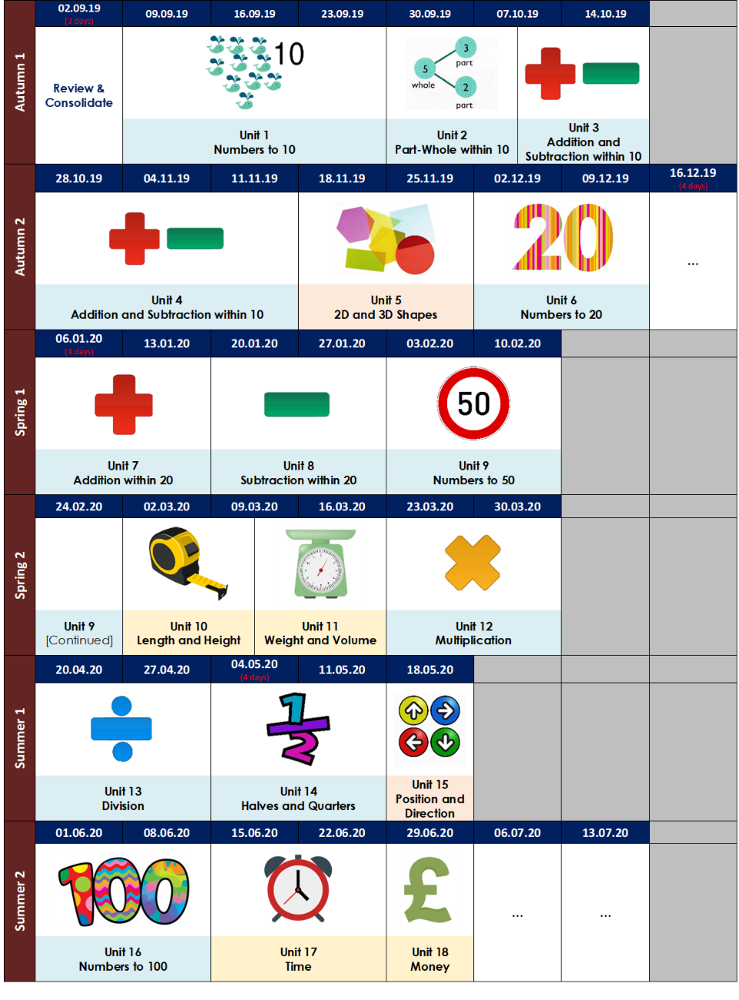 Autumn 1
02.09.19
(3 days)
09.09.19
16.09.19
23.09.19
30.09.19
07.10.19
14.10.19
Review &
Consolidate
10
Unit 1
Numbers to 10
5
whole
3
part
2
part
Unit 2
Part-Whole within 10
Unit 3
Addition and
Subtraction within 10
Autumn 2
28.10.19
04.11.19
11.11.19
18.11.19
25.11.19
02.12.19
09.12.19
16.12.19
(4 days)
Unit 4
Addition and Subtraction within 10
Unit 5
2D and 3D Shapes
20
Unit 6
Numbers to 20
...
Spring 1
06.01.20
(4 days)
13.01.20
20.01.20
27.01.20
03.02.20
10.02.20
Unit 7
Addition within 20
Unit 8
Subtraction within 20
50
Unit 9
Numbers to 50
Spring 2
24.02.20
02.03.20
09.03.20
16.03.20
23.03.20
30.03.20
Unit 9
[Continued]
Unit 10
Length and Height
Unit 11
Weight and Volume
Unit 12
Multiplication
Summer 1
20.04.20
27.04.20
04.05.20
(4 days)
11.05.20
18.05.20
Unit 13
Division
1
2
Unit 14
Halves and Quarters
Unit 15
Position and
Direction
Summer 2
01.06.20
08.06.20
15.06.20
22.06.20
29.06.20
06.07.20
13.07.20
100
Unit 16
Numbers to 100
Unit 17
Time
£
Unit 18
Money
...
...